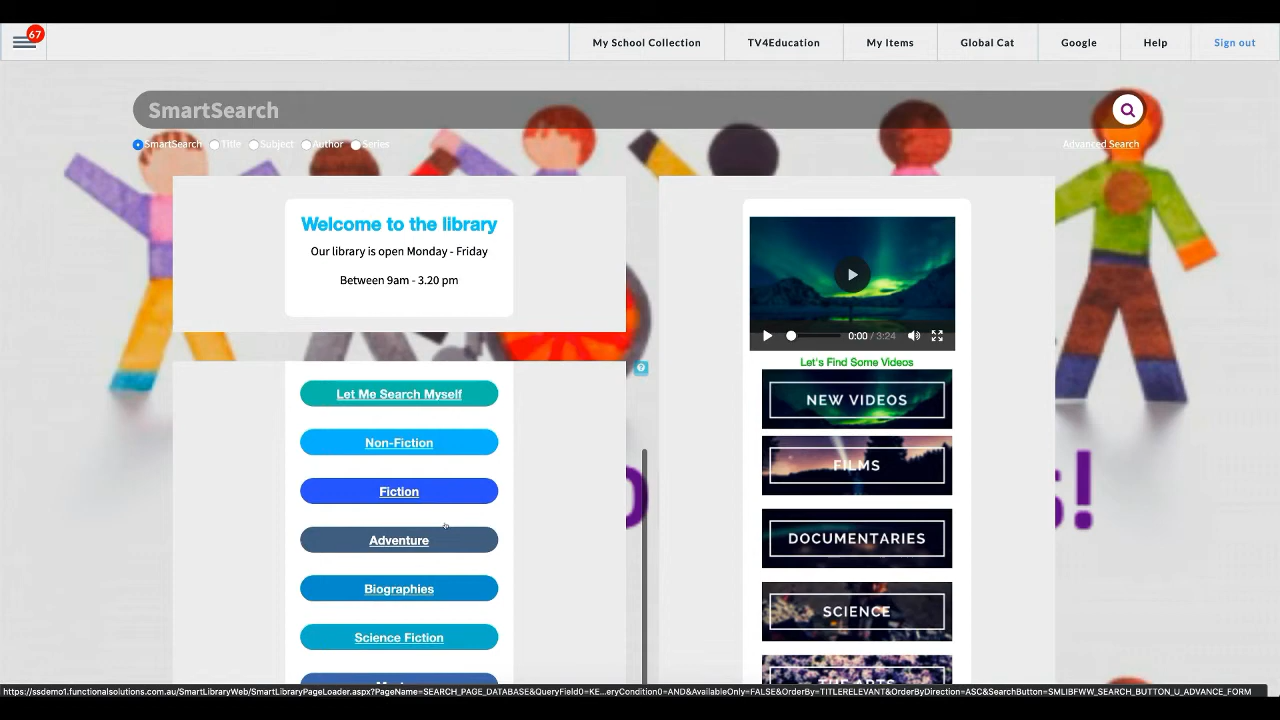 67
My School Collection
TV4Education
My Items
Global Cat
Google
Help
Sign out
SmartSearch
SmartSearch
Title
Subject
Author
Series
Advanced Search
Welcome to the library
Our library is open Monday - Friday
Between 9am - 3.20 pm
Let Me Search Myself
Non-Fiction
Fiction
Adventure
Biographies
Science Fiction
0:00 / 3:24
Let's Find Some Videos
NEW VIDEOS
FILMS
DOCUMENTARIES
SCIENCE
THE ARTS
https://ssdemo1.functionalsolutions.com.au/SmartLibraryWeb/SmartLibraryPageLoader.aspx?PageName=SEARCH_PAGE_DATABASE&QueryField0=KE...eryCondition0=AND&AvailableOnly=FALSE&OrderBy=TITLERELEVANT&OrderByDirection=ASC&SearchButton=SMLIBFWW_SEARCH_BUTTON_U_ADVANCE_FORM